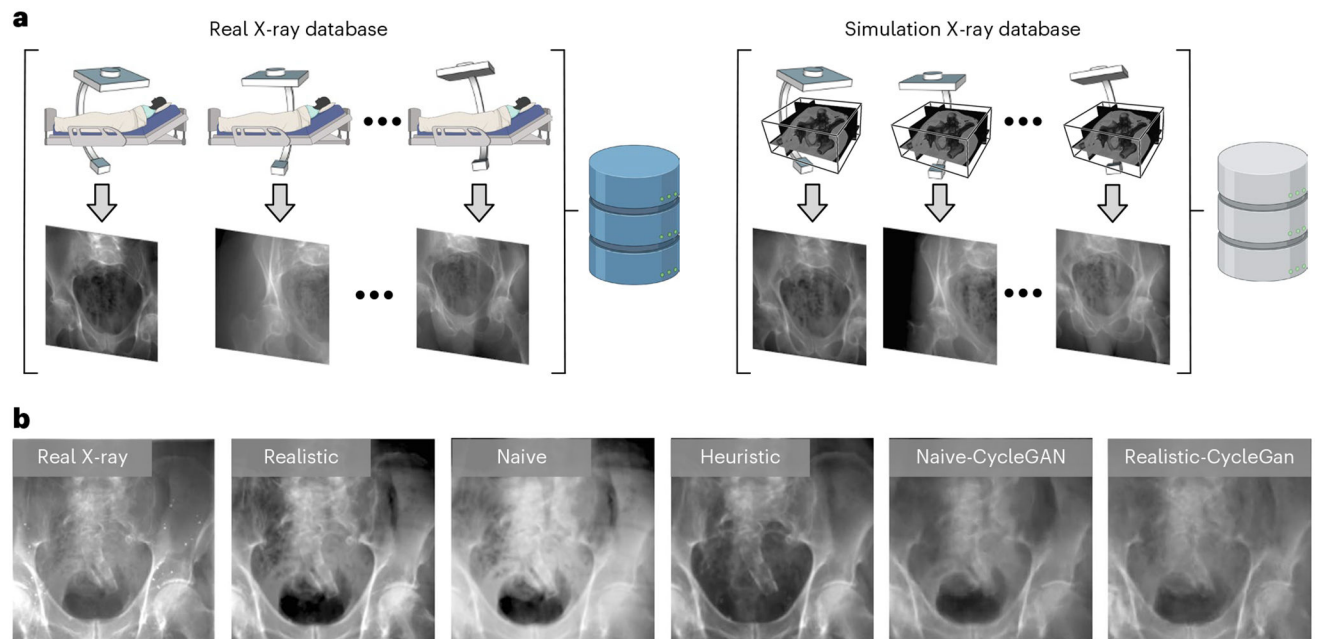 a
Real X-ray database
Simulation X-ray database
b
Real X-ray
Realistic
Naive
Heuristic
Naive-CycleGAN
Realistic-CycleGan